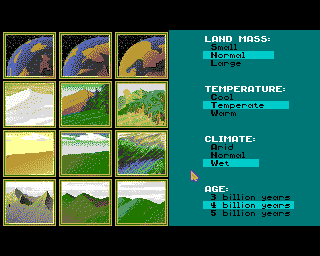 LAND MASS:
Small
Normal
Large
TEMPERATURE:
Cool
Temperate
Warm
CLIMATE:
Arid
Normal
Wet
AGE:
3 billion years
4 billion years
5 billion years